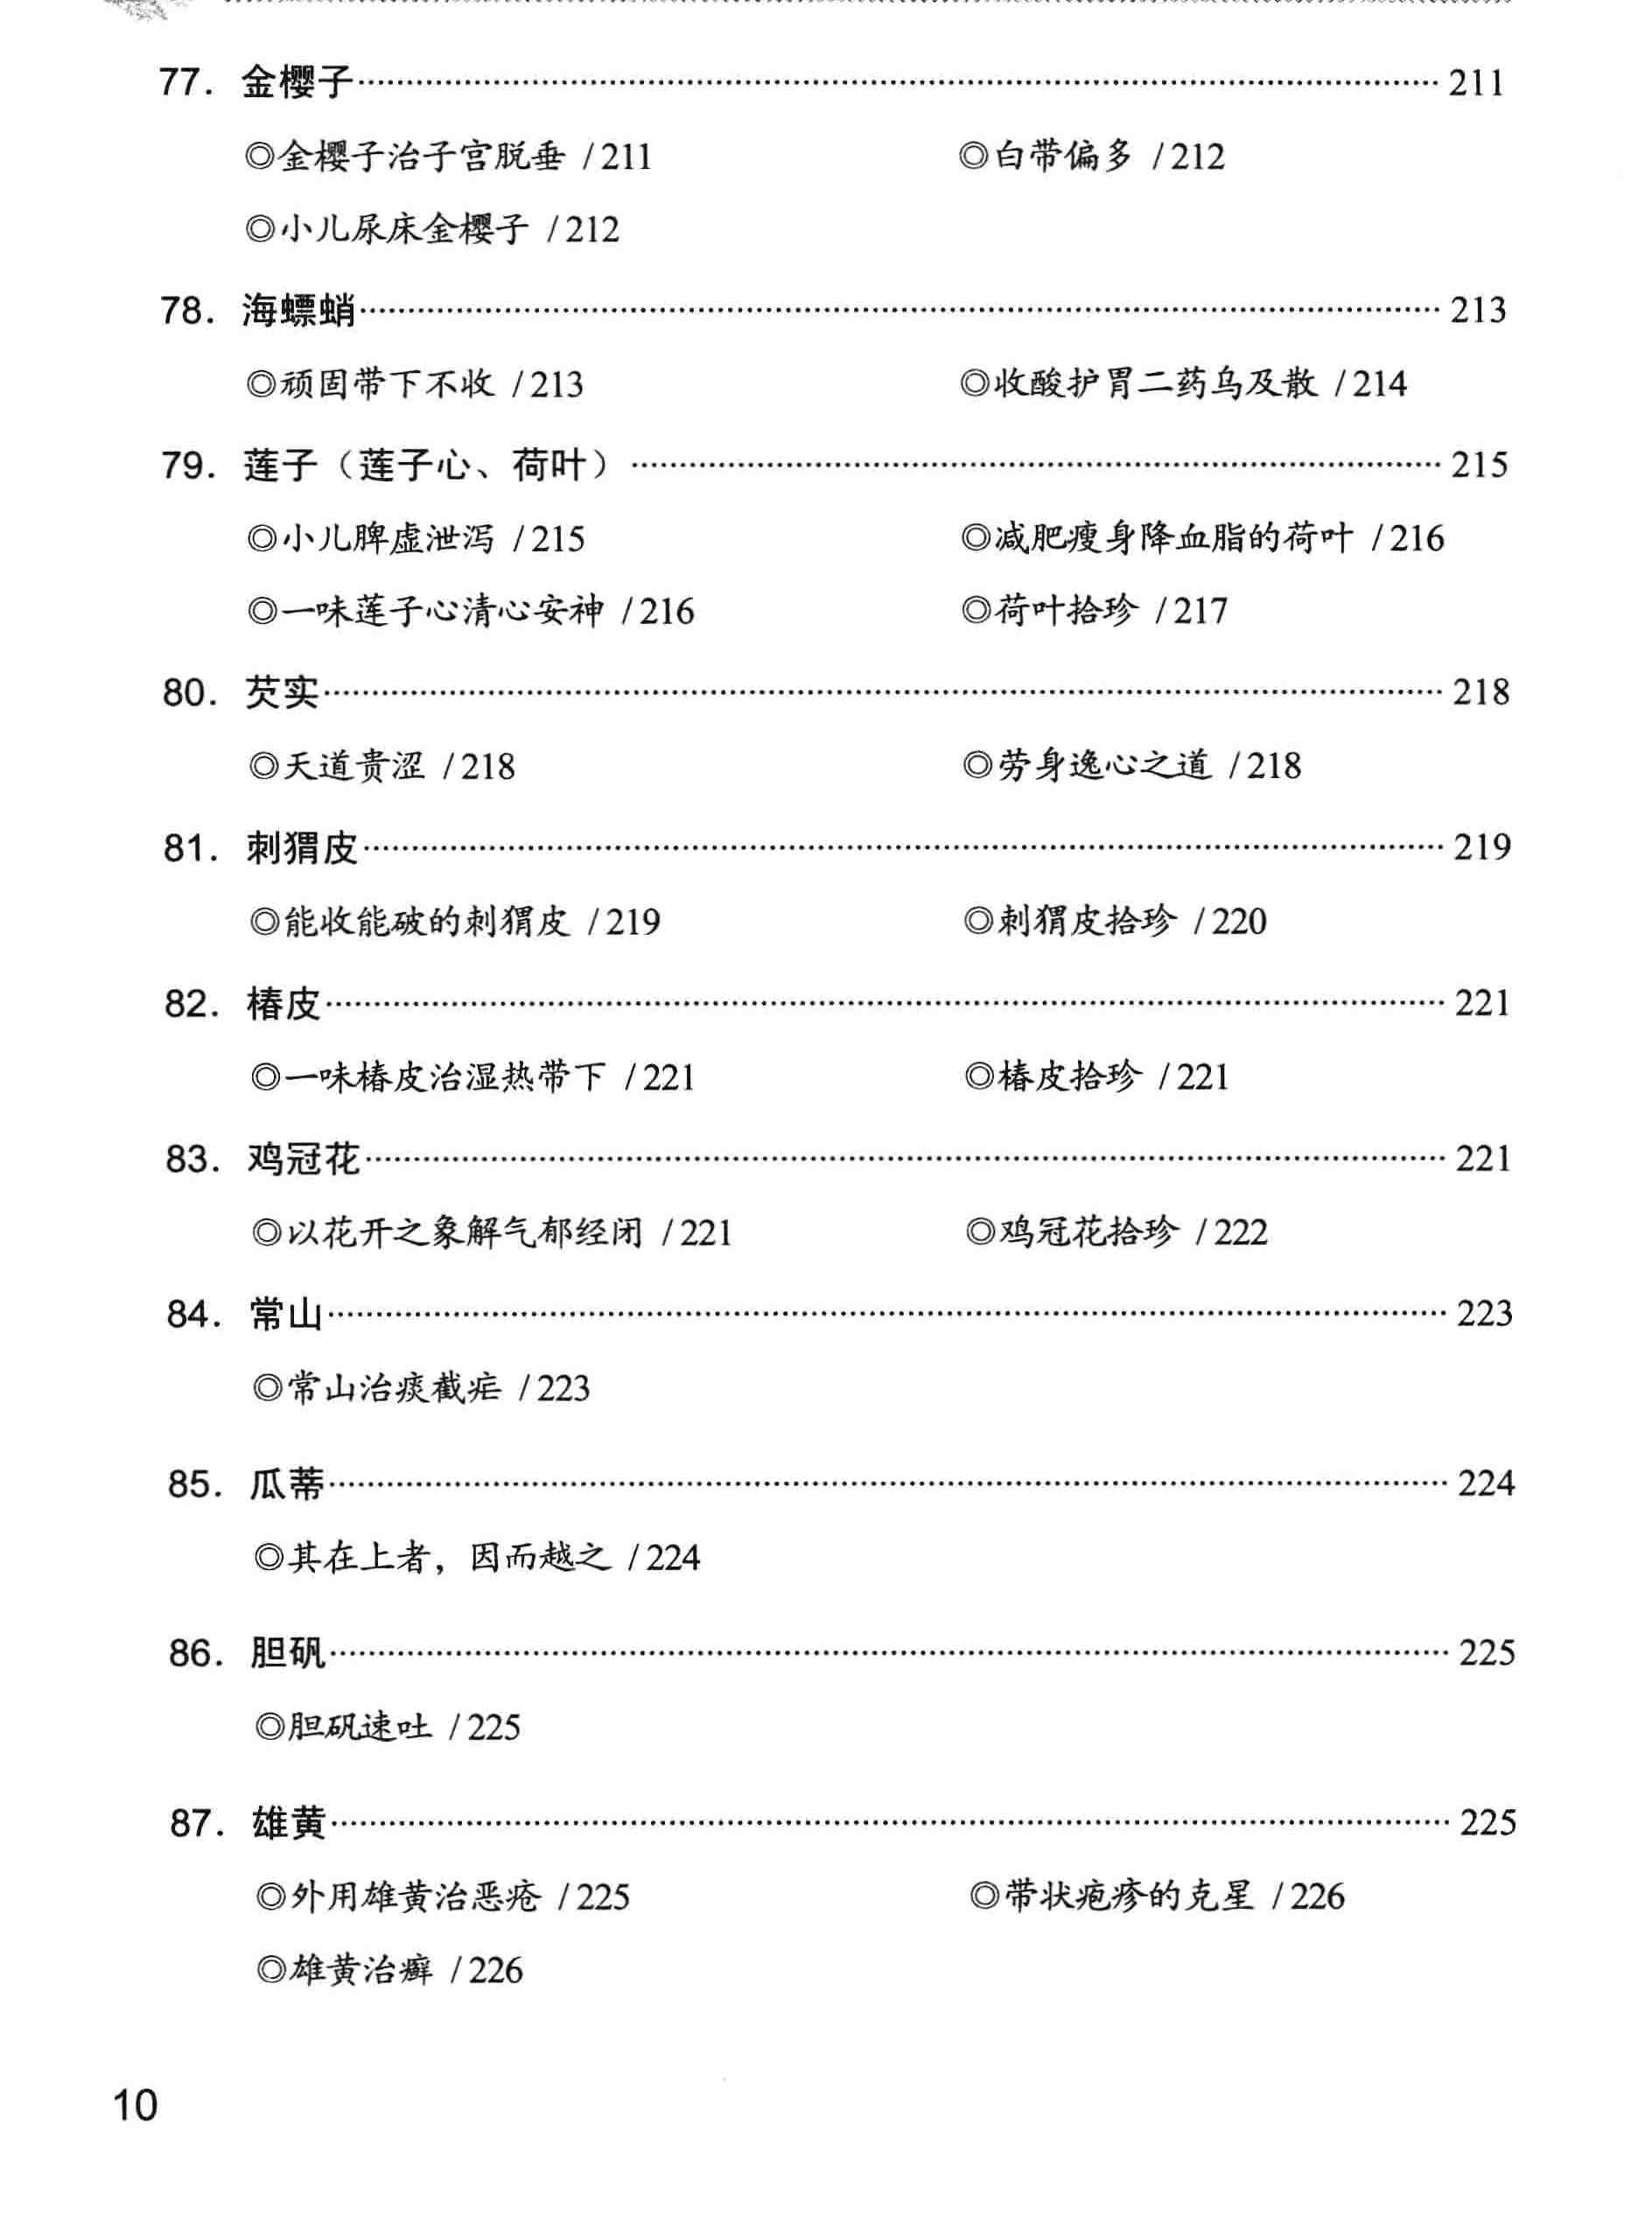 77. 金樱子 211
◎金樱子治子宫脱垂 /211 ◎白带偏多 /212
◎小儿尿床金樱子 /212
78. 海螵蛸 213
◎顽固带下不收 /213 ◎收酸护胃二药乌及散 /214
79. 莲子（莲子心、荷叶） 215
◎小儿脾虚泄泻 /215 ◎减肥瘦身降血脂的荷叶 /216
◎一味莲子心清心安神 /216 ◎荷叶拾珍 /217
80. 芡实 218
◎天道贵涩 /218 ◎劳身逸心之道 /218
81. 刺猬皮 219
◎能收能破的刺猬皮 /219 ◎刺猬皮拾珍 /220
82. 椿皮 221
◎一味椿皮治湿热带下 /221 ◎椿皮拾珍 /221
83. 鸡冠花 221
◎以花开之象解气郁经闭 /221 ◎鸡冠花拾珍 /222
84. 常山 223
◎常山治痰截疟 /223
85. 瓜蒂 224
◎其在上者，因而越之 /224
86. 胆矾 225
◎胆矾速吐 /225
87. 雄黄 225
◎外用雄黄治恶疮 /225 ◎带状疱疹的克星 /226
◎雄黄治癣 /226
10